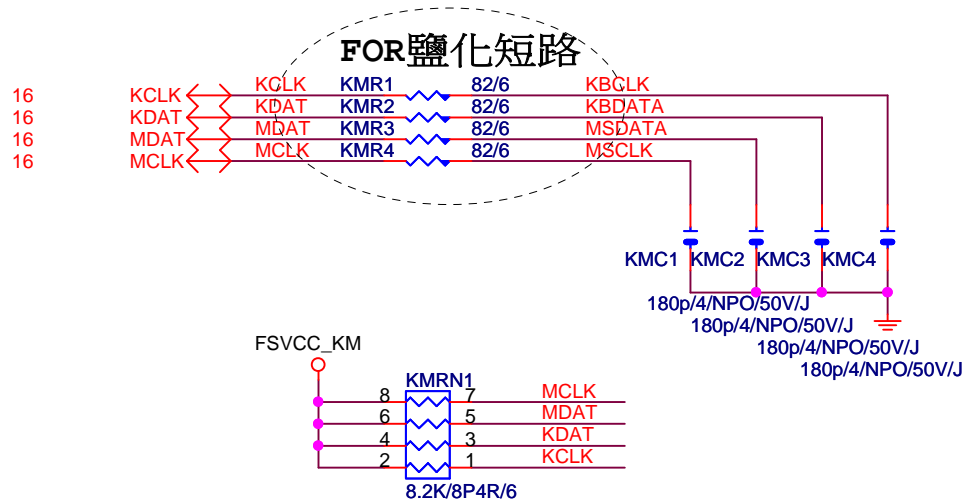 FOR鹽化短路
16 KCLK KCLK KMR1 82/6 KBCLK
16 KDAT KDAT KMR2 82/6 KBDATA
16 MDAT MDAT KMR3 82/6 MSDATA
16 MCLK MCLK KMR4 82/6 MSCLK
KMC1 KMC2 KMC3 KMC4
180p/4/NPO/50V/J
180p/4/NPO/50V/J
180p/4/NPO/50V/J
180p/4/NPO/50V/J
FSVCC_KM
KMRN1
8 7 MCLK
6 5 MDAT
4 3 KDAT
2 1 KCLK
8.2K/8P4R/6